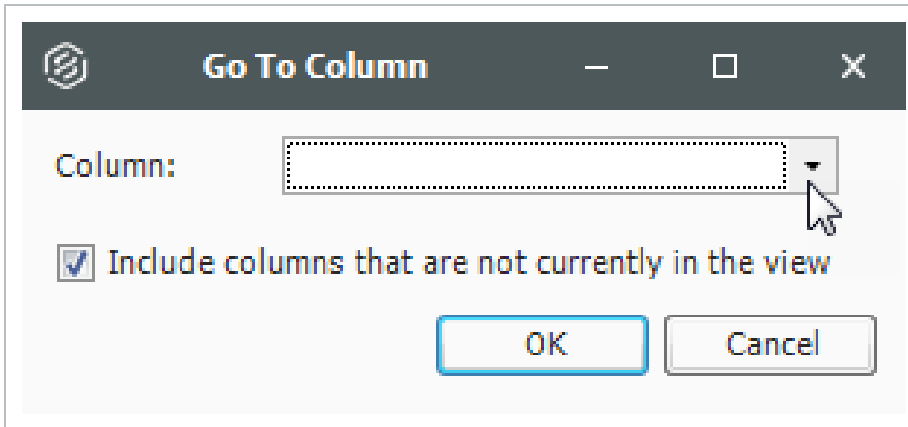 Go To Column
Column:
Include columns that are not currently in the view
OK Cancel